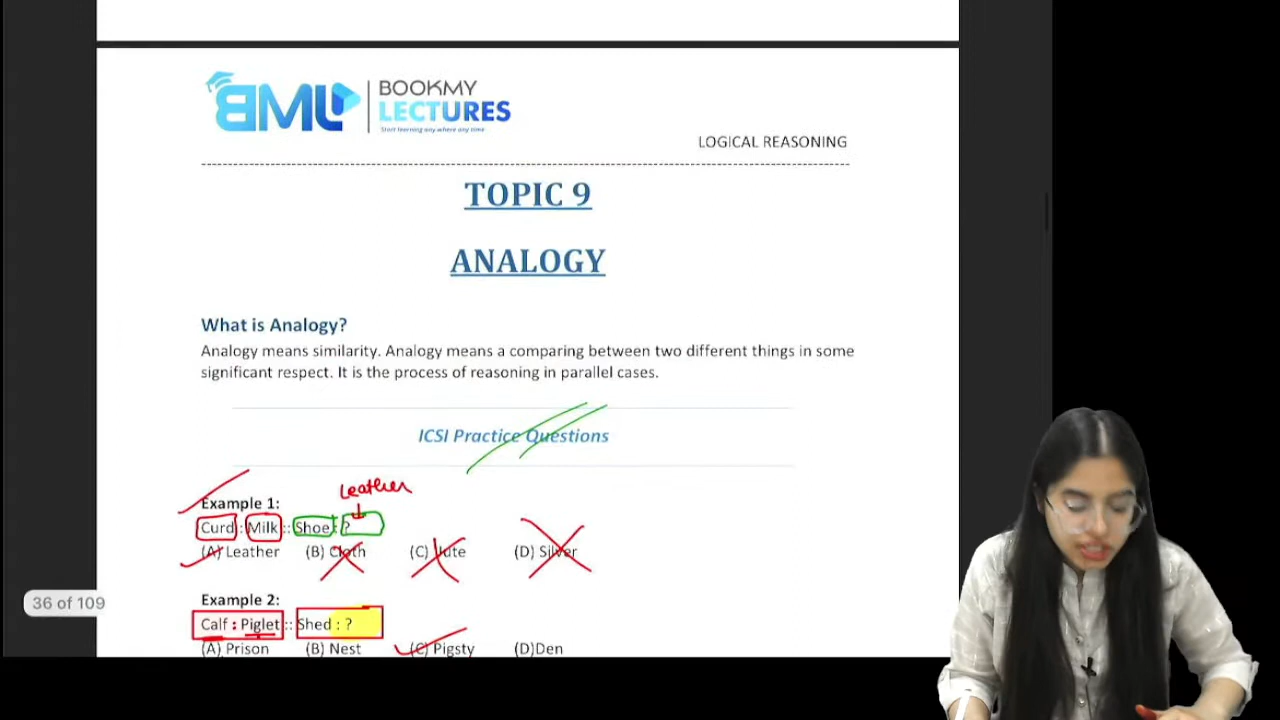 BML
BOOKMY
LECTURES
Start learning any where any time
LOGICAL REASONING
TOPIC 9
ANALOGY
What is Analogy?
Analogy means similarity. Analogy means a comparing between two different things in some
significant respect. It is the process of reasoning in parallel cases.
ICSI Practice Questions
Leather
Example 1:
Curd : Milk :: Shoe : ?
(A) Leather (B) Cloth (C) Jute (D) Silver
36 of 109
Example 2:
Calf : Piglet :: Shed : ?
(A) Prison (B) Nest (C) Pigsty (D)Den